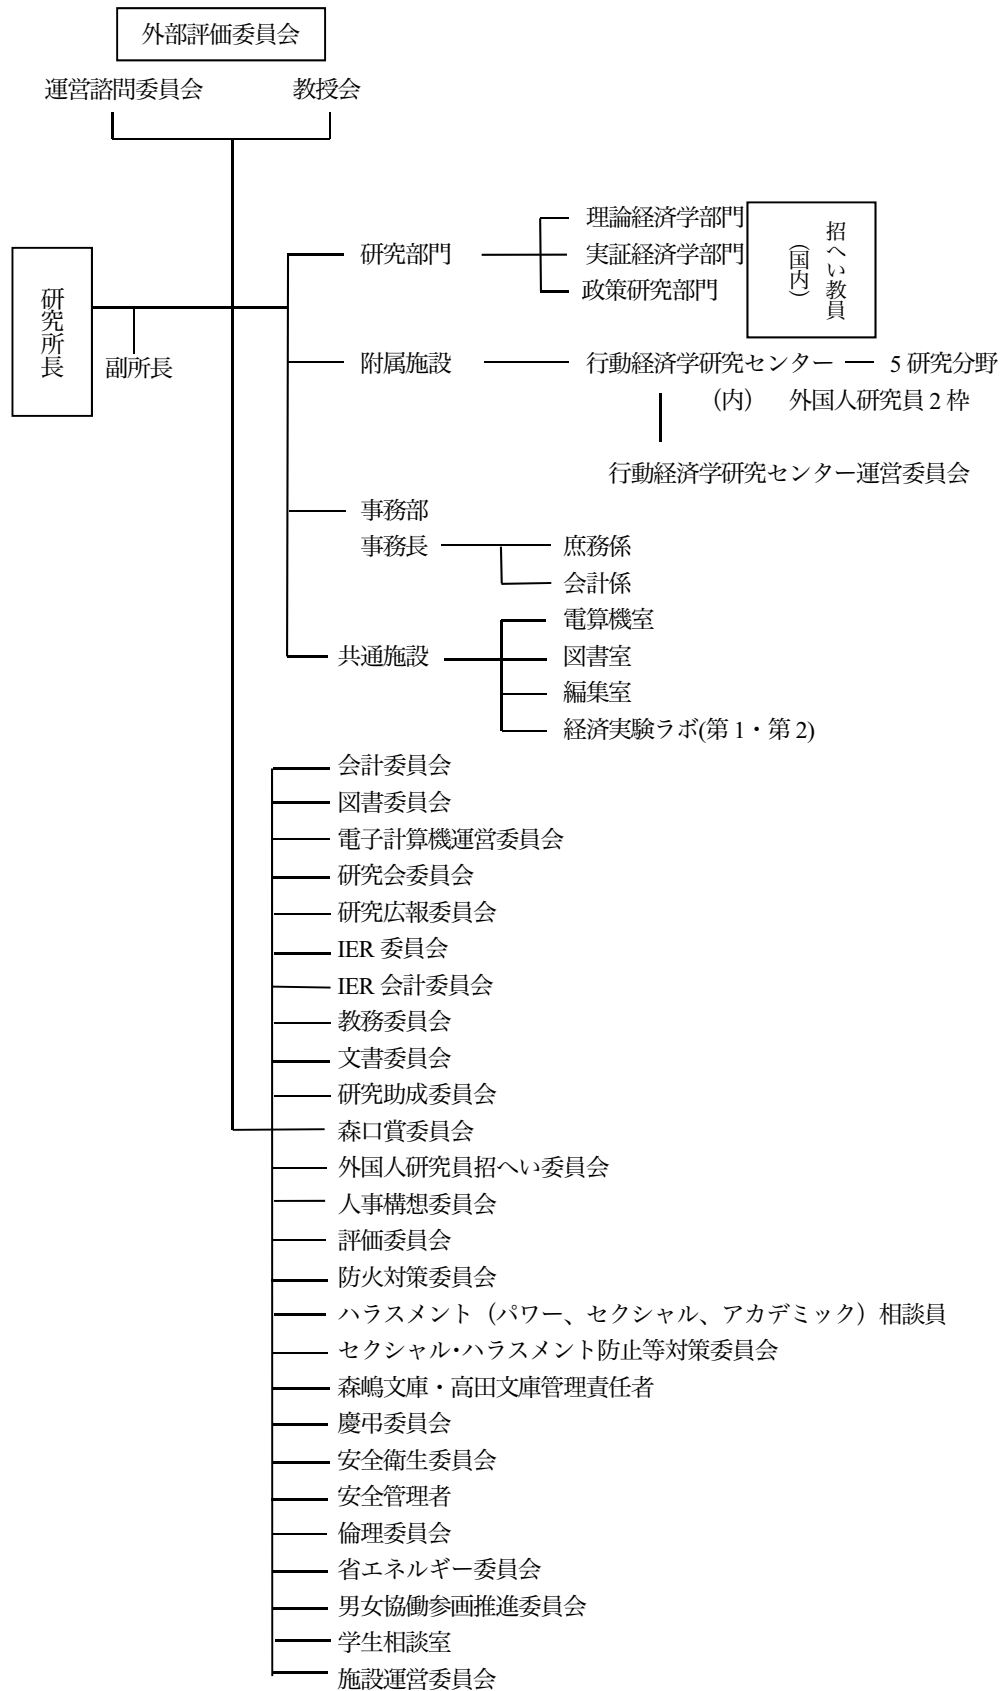 外部評価委員会
運営諮問委員会
教授会
研究所長
副所長
研究部門
理論経済学部門
実証経済学部門
政策研究部門
招へい教員
(国内)
附属施設
行動経済学研究センター
5 研究分野
(内) 外国人研究員 2 枠
行動経済学研究センター運営委員会
事務部
事務長
庶務係
会計係
共通施設
電算機室
図書室
編集室
経済実験ラボ(第 1・第 2)
会計委員会
図書委員会
電子計算機運営委員会
研究会委員会
研究広報委員会
IER 委員会
IER 会計委員会
教務委員会
文書委員会
研究助成委員会
森口賞委員会
外国人研究員招へい委員会
人事構想委員会
評価委員会
防火対策委員会
ハラスメント（パワー、セクシャル、アカデミック）相談員
セクシャル・ハラスメント防止等対策委員会
森嶋文庫・高田文庫管理責任者
慶弔委員会
安全衛生委員会
安全管理者
倫理委員会
省エネルギー委員会
男女協働参画推進委員会
学生相談室
施設運営委員会